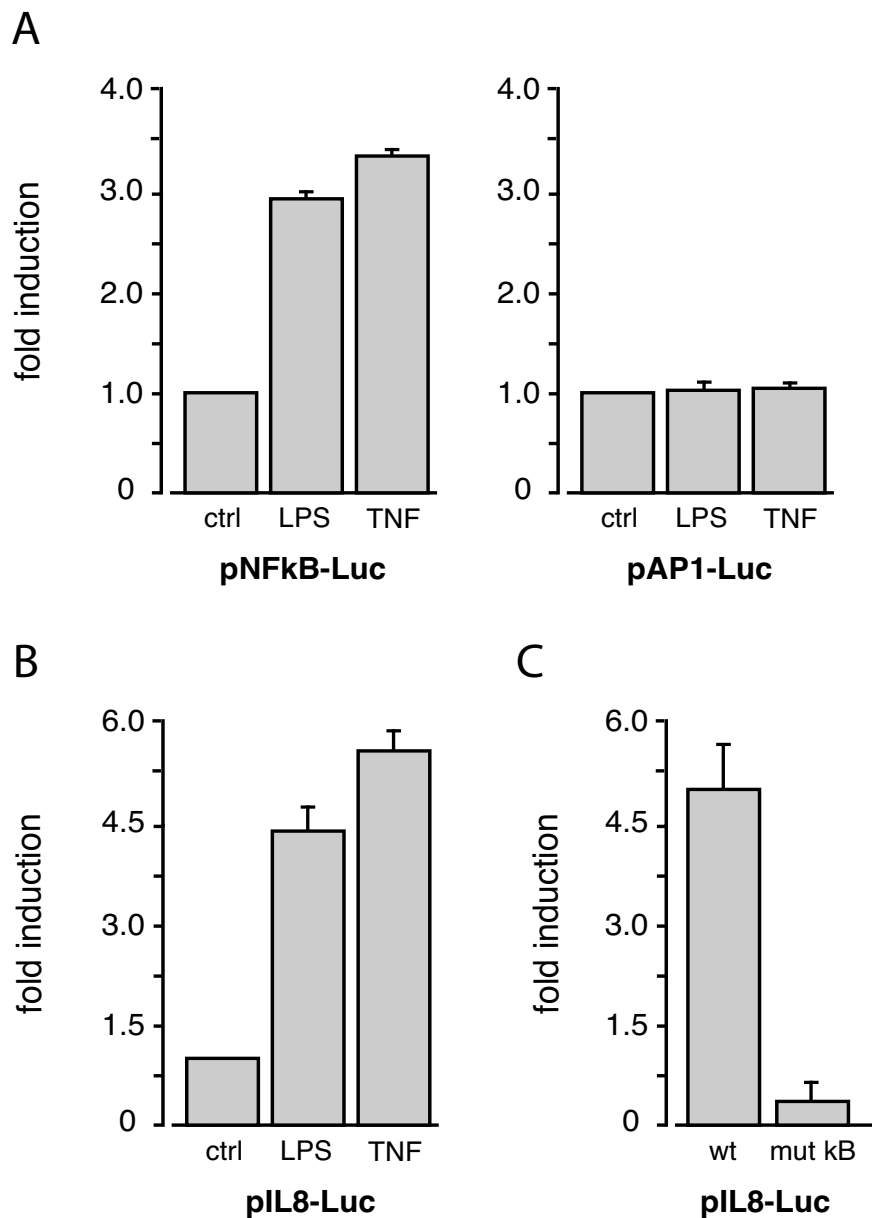 A
fold induction
4.0
3.0
2.0
1.0
0
ctrl LPS TNF
pNFkB-Luc
4.0
3.0
2.0
1.0
0
ctrl LPS TNF
pAP1-Luc
B
fold induction
6.0
4.5
3.0
1.5
0
ctrl LPS TNF
pIL8-Luc
C
fold induction
6.0
4.5
3.0
1.5
0
wt mut kB
pIL8-Luc